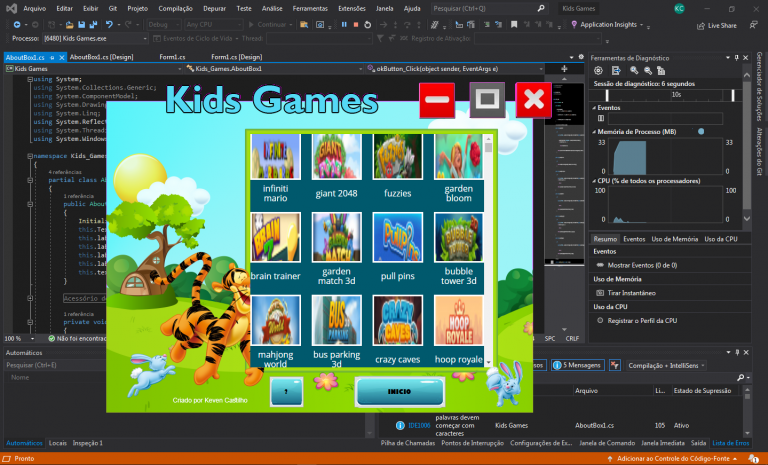 Arquivo Editar Exibir Git Projeto Compilação Depurar Teste Análise Ferramentas Extensões Janela Ajuda Pesquisar (Ctrl+Q) Kids Games KC
Debug Any CPU Continuar Application Insights Live Share
Processo: [6480] Kids Games.exe Eventos de Ciclo de Vida Thread: Registro de Ativação:
AboutBox1.cs AboutBox1.cs [Design] Form1.cs Form1.cs [Design]
Kids Games Kids_Games.AboutBox1 okButton_Click(object sender, EventArgs e)
using System;
using System.Collections.Generic;
using System.ComponentModel;
using System.Drawing
using System.Linq;
using System.Reflect
using System.Thread
using System.Windows
namespace Kids_Games
4 referências
partial class Ab
1 referência
public Abou
{
Initial
this.Te
this.la
this.la
this.la
this.la
this.te
}
Acessório d
1 referência
private voi
Kids Games
infiniti mario
giant 2048
fuzzies
garden bloom
brain trainer
garden match 3d
pull pins
bubble tower 3d
mahjong world
bus parking 3d
crazy caves
hoop royale
?
INICIO
Criado por Keven Castilho
Ferramentas de Diagnóstico
Sessão de diagnóstico: 6 segundos
10s
Eventos
Memória de Processo (MB)
33 33
0 0
CPU (% de todos os processadores)
100 100
0 0
Resumo Eventos Uso de Memória Uso da CPU
Eventos
Mostrar Eventos (0 de 0)
Uso de Memória
Tirar Instantâneo
Uso da CPU
Registrar o Perfil da CPU
Gerenciador de Soluções
Alterações do Git
100 % Não foi encontrad
SPC CRLF
Automáticos
Pesquisar (Ctrl+E)
Nome
5 Mensagens Compilação + IntelliSens
Arquivo Li... Estado de Supressão
IDE1006 palavras devem começar com caracteres Kids Games AboutBox1.cs 105 Ativo
Automáticos Locais Inspeção 1
Pilha de Chamadas Pontos de Interrupção Configurações de Ex... Janela de Comando Janela Imediata Saída Lista de Erros
Pronto
Adicionar ao Controle do Código-Fonte